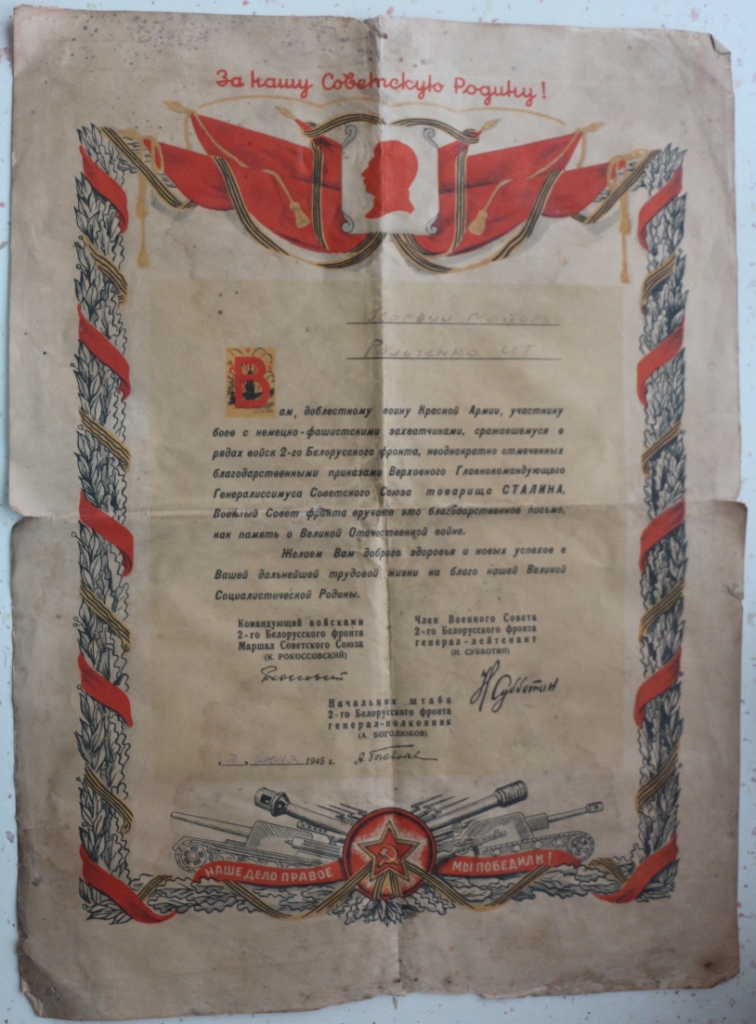 За нашу Советскую Родину!
Гвардии
И Г
Вам, доблестному воину Красной Армии, участнику
боев с немецко-фашистскими захватчиками, сражавшемуся в
рядах войск 2-го Белорусского фронта, неоднократно отмеченных
благодарственными приказами Верховного Главнокомандующего
Генералиссимуса Советского Союза товарища СТАЛИНА,
Военный Совет фронта вручает это благодарственное письмо,
как память о Великой Отечественной войне.
Желаем Вам доброго здоровья и новых успехов в
Вашей дальнейшей трудовой жизни на благо нашей Великой
Социалистической Родины.
Командующий войсками
2-го Белорусского фронта
Маршал Советского Союза
(К. РОКОССОВСКИЙ)
Член Военного Совета
2-го Белорусского фронта
генерал-лейтенант
(Н. СУББОТИН)
Н Субботин
Начальник штаба
2-го Белорусского фронта
генерал-полковник
(А. БОГОЛЮБОВ)
1945 г.
НАШЕ ДЕЛО ПРАВОЕ МЫ ПОБЕДИЛИ!